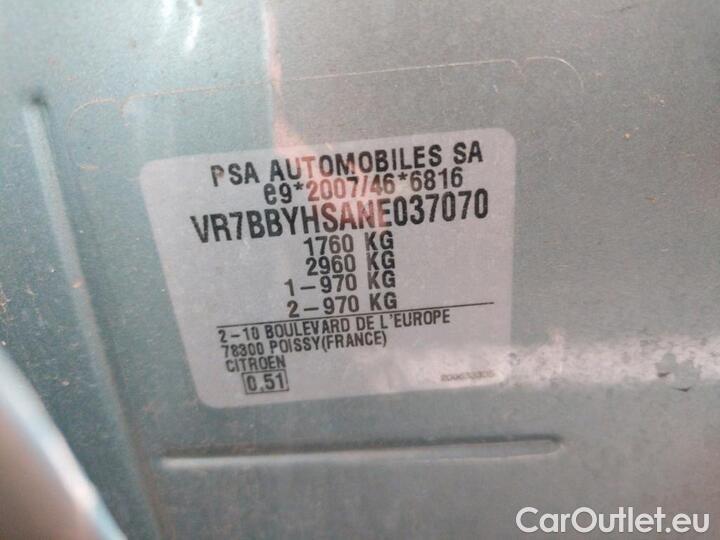 PSA AUTOMOBILES SA
e9*2007/46*6816
VR7BBYHSANE037070
1760 KG
2960 KG
1-970 KG
2-970 KG
2-10 BOULEVARD DE L'EUROPE
78300 POISSY(FRANCE)
CITROEN
0,51
CarOutlet.eu